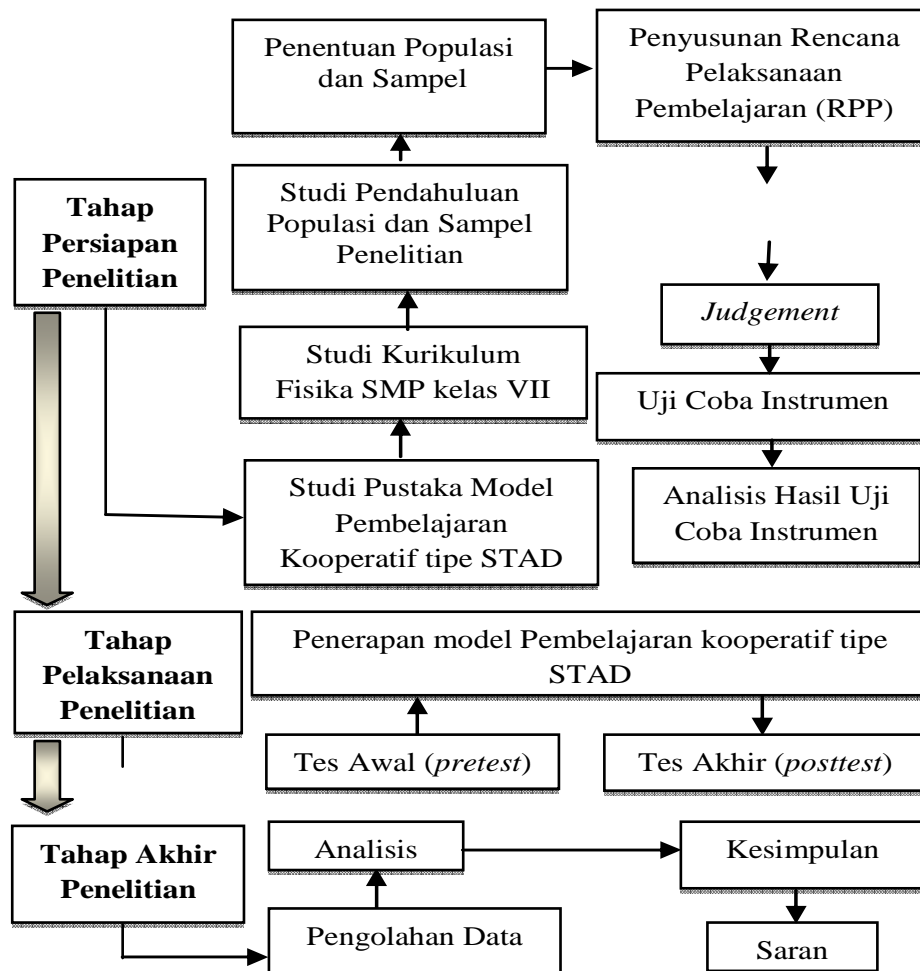 Penentuan Populasi
dan Sampel
Penyusunan Rencana
Pelaksanaan
Pembelajaran (RPP)
Tahap
Persiapan
Penelitian
Studi Pendahuluan
Populasi dan Sampel
Penelitian
Judgement
Studi Kurikulum
Fisika SMP kelas VII
Uji Coba Instrumen
Studi Pustaka Model
Pembelajaran
Kooperatif tipe STAD
Analisis Hasil Uji
Coba Instrumen
Tahap
Pelaksanaan
Penelitian
Penerapan model Pembelajaran kooperatif tipe
STAD
Tes Awal (pretest)
Tes Akhir (posttest)
Tahap Akhir
Penelitian
Analisis
Kesimpulan
Pengolahan Data
Saran